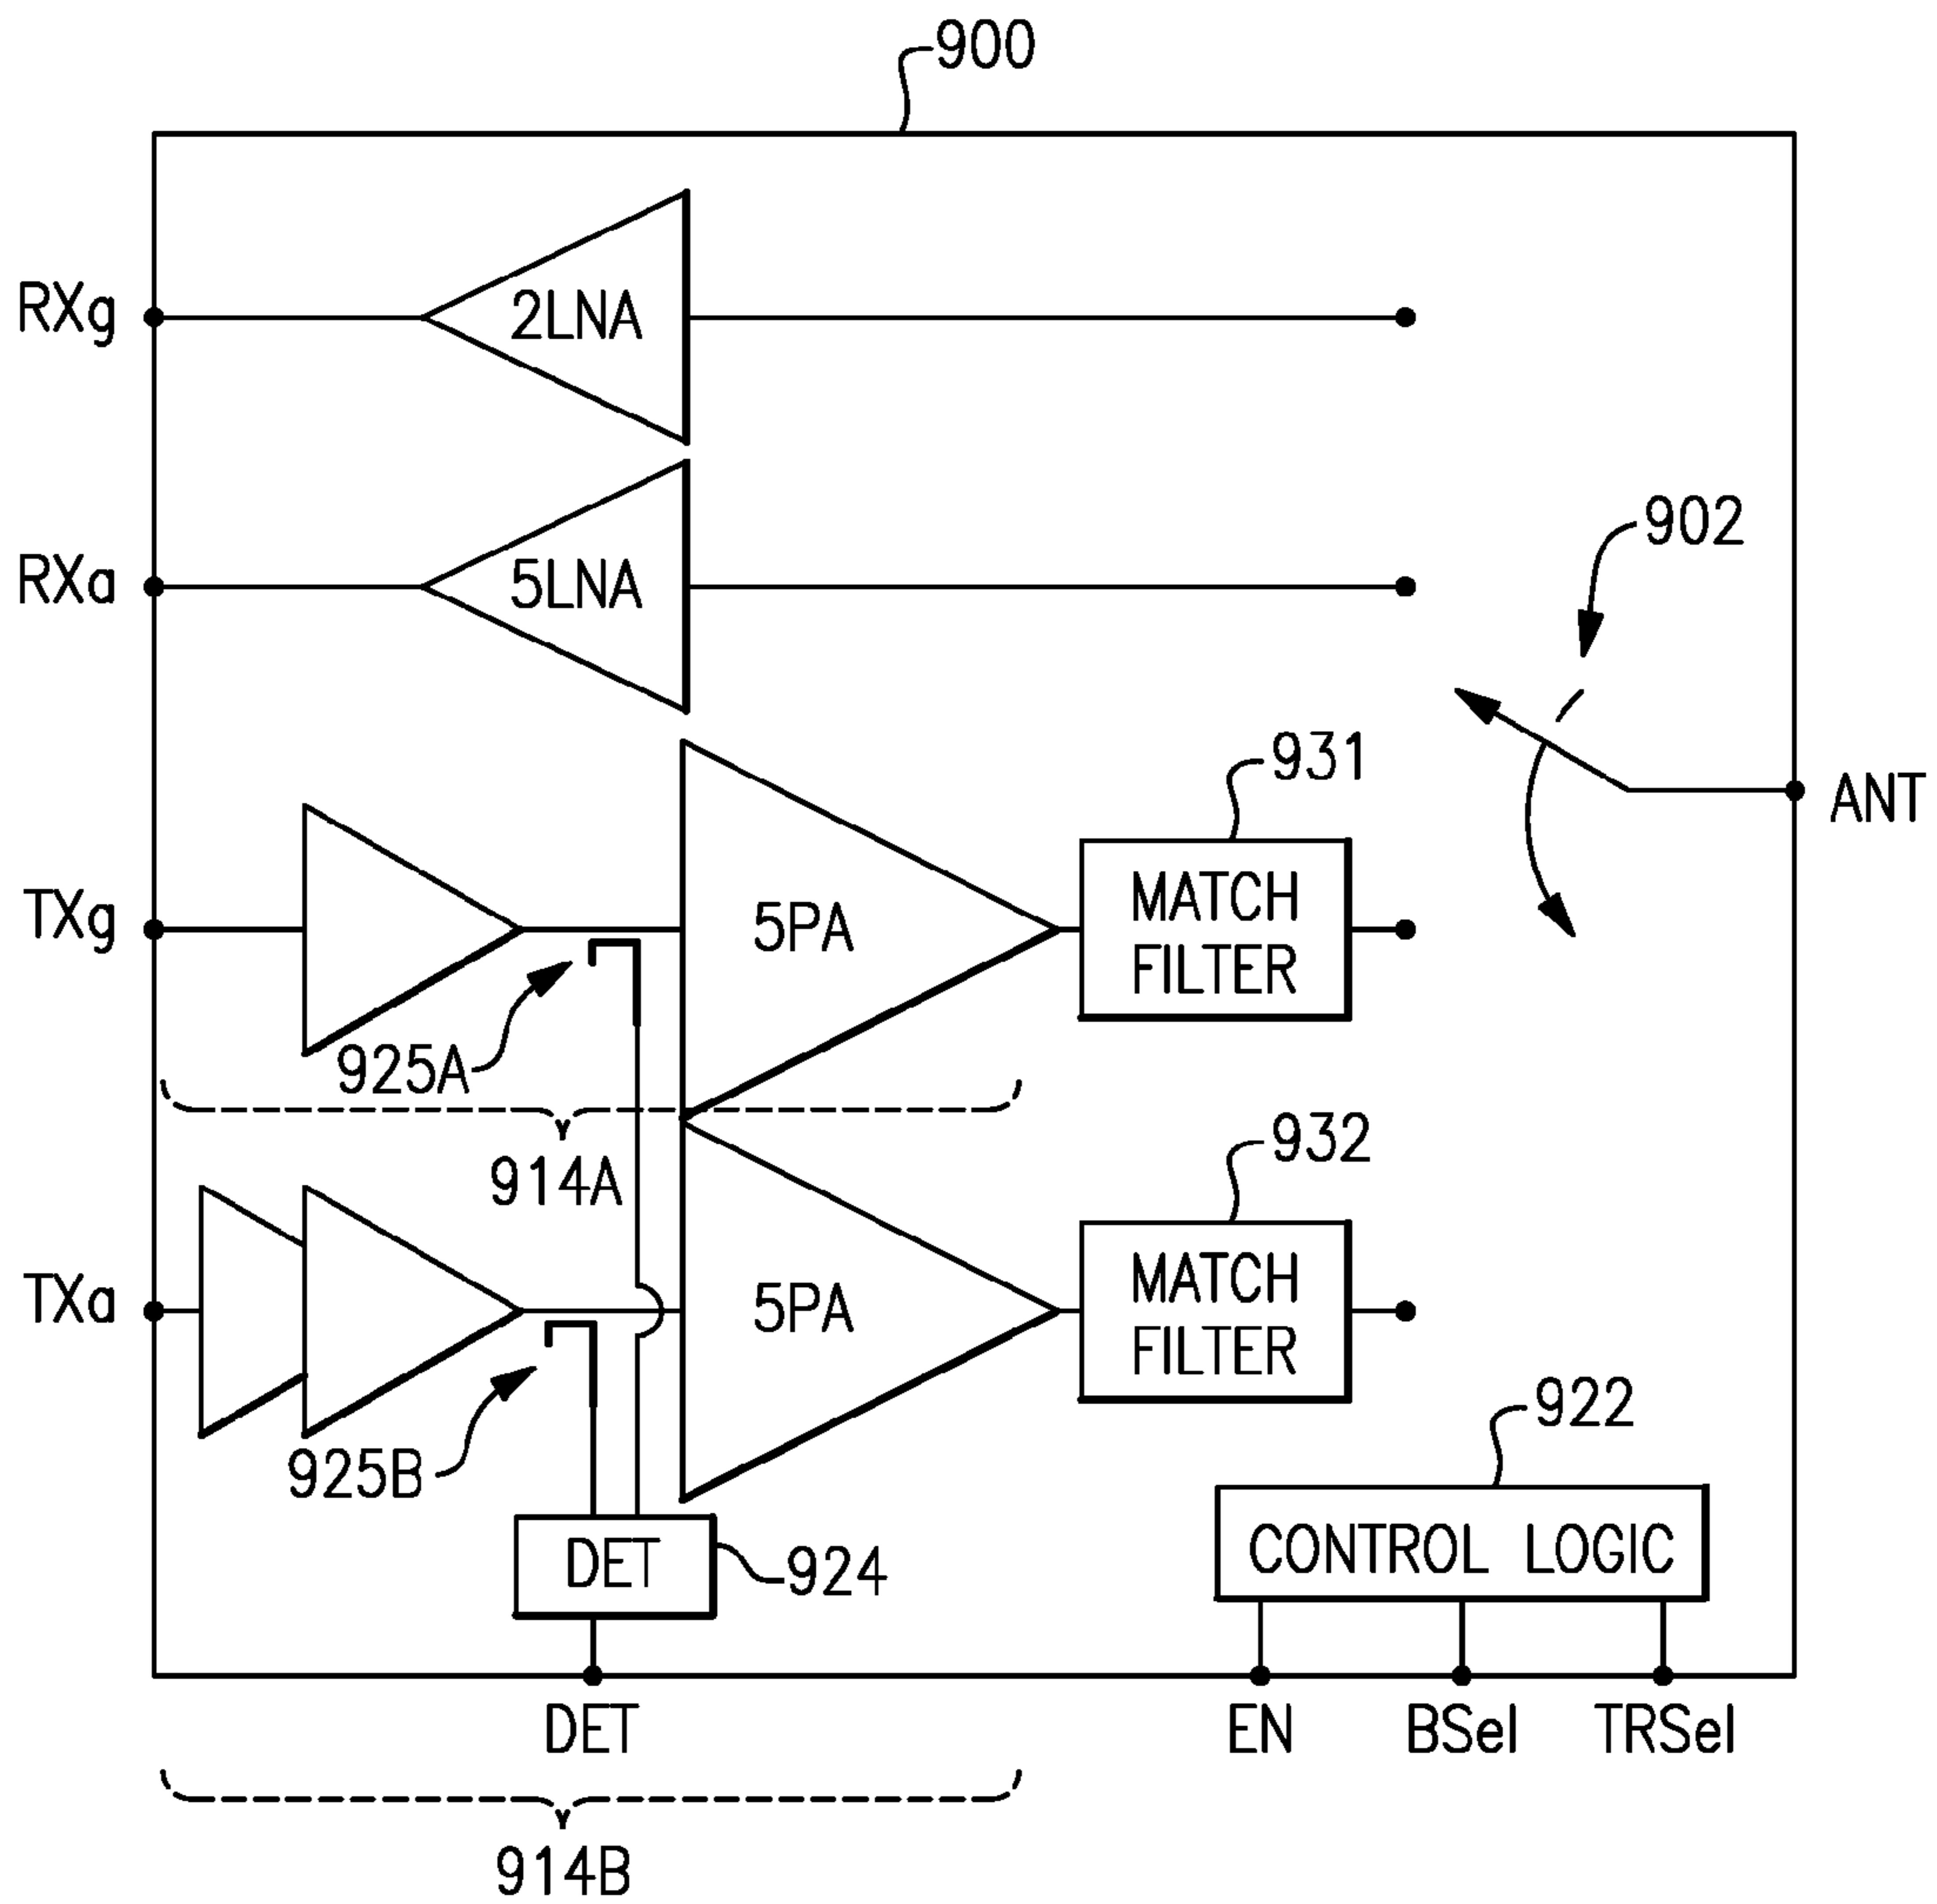 900
RXg
2LNA
RXa
5LNA
902
ANT
931
TXg
5PA
MATCH
FILTER
925A
914A
932
TXa
5PA
MATCH
FILTER
925B
922
CONTROL LOGIC
DET
924
DET
EN
BSel
TRSel
914B